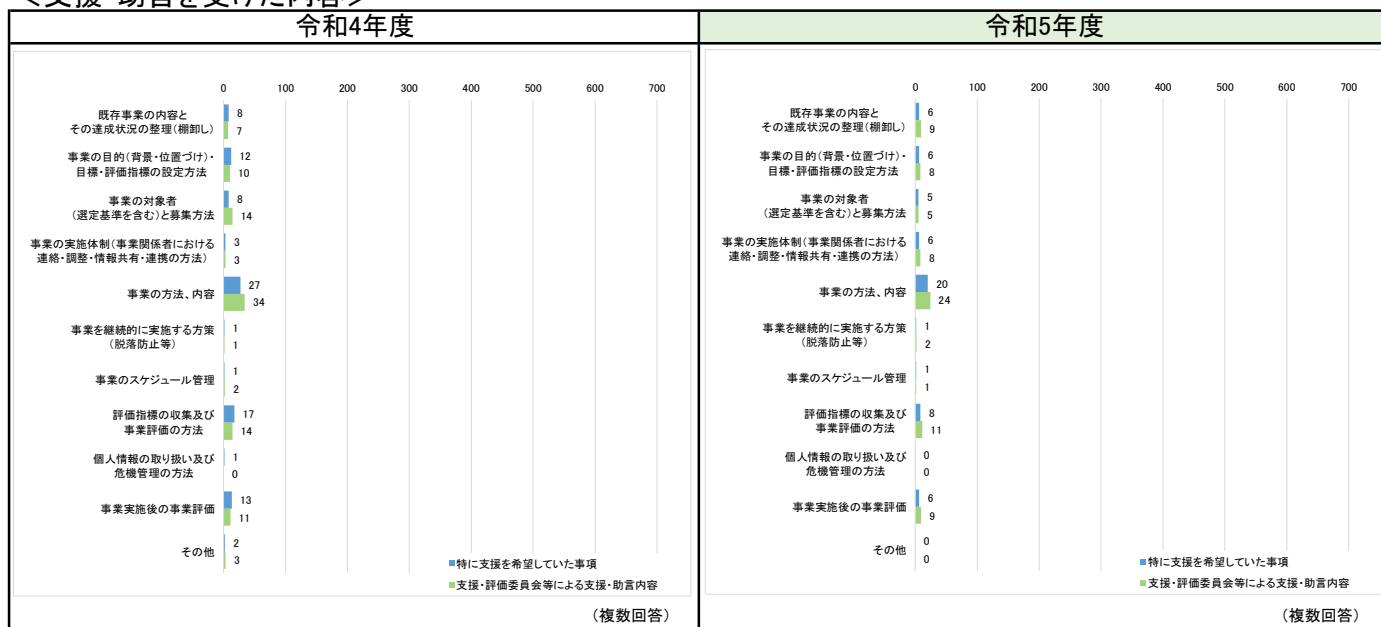 ＜支援・助言を受けた内容＞
令和4年度
0 100 200 300 400 500 600 700
既存事業の内容と
その達成状況の整理（棚卸し）
8
7
事業の目的（背景・位置づけ）・
目標・評価指標の設定方法
12
10
事業の対象者
（選定基準を含む）と募集方法
8
14
事業の実施体制（事業関係者における
連絡・調整・情報共有・連携の方法）
3
3
事業の方法、内容
27
34
事業を継続的に実施する方策
（脱落防止等）
1
1
事業のスケジュール管理
1
2
評価指標の収集及び
事業評価の方法
17
14
個人情報の取り扱い及び
危機管理の方法
1
0
事業実施後の事業評価
13
11
その他
2
3
特に支援を希望していた事項
支援・評価委員会等による支援・助言内容
（複数回答）
令和5年度
0 100 200 300 400 500 600 700
既存事業の内容と
その達成状況の整理（棚卸し）
6
9
事業の目的（背景・位置づけ）・
目標・評価指標の設定方法
6
8
事業の対象者
（選定基準を含む）と募集方法
5
5
事業の実施体制（事業関係者における
連絡・調整・情報共有・連携の方法）
6
8
事業の方法、内容
20
24
事業を継続的に実施する方策
（脱落防止等）
1
2
事業のスケジュール管理
1
1
評価指標の収集及び
事業評価の方法
8
11
個人情報の取り扱い及び
危機管理の方法
0
0
事業実施後の事業評価
6
9
その他
0
0
特に支援を希望していた事項
支援・評価委員会等による支援・助言内容
（複数回答）